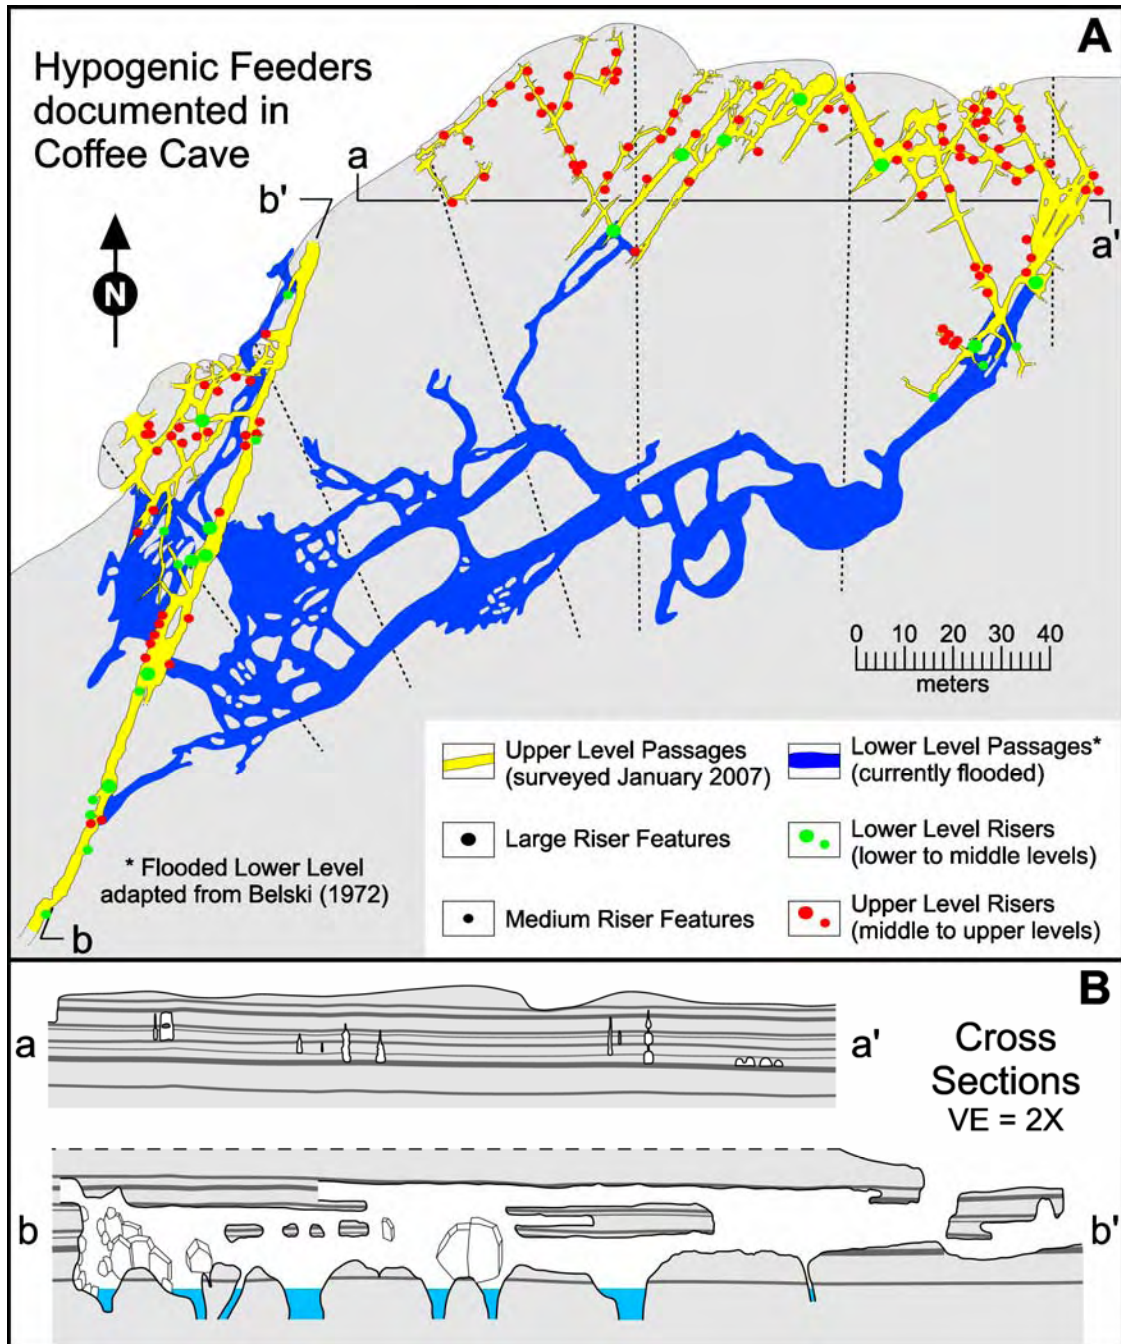 A
Hypogenic Feeders
documented in
Coffee Cave
a
b'
a'
N
0 10 20 30 40
meters
Upper Level Passages
(surveyed January 2007)
Lower Level Passages*
(currently flooded)
Large Riser Features
Lower Level Risers
(lower to middle levels)
* Flooded Lower Level
adapted from Belski (1972)
Medium Riser Features
Upper Level Risers
(middle to upper levels)
b
B
a
a'
Cross
Sections
VE = 2X
b
b'